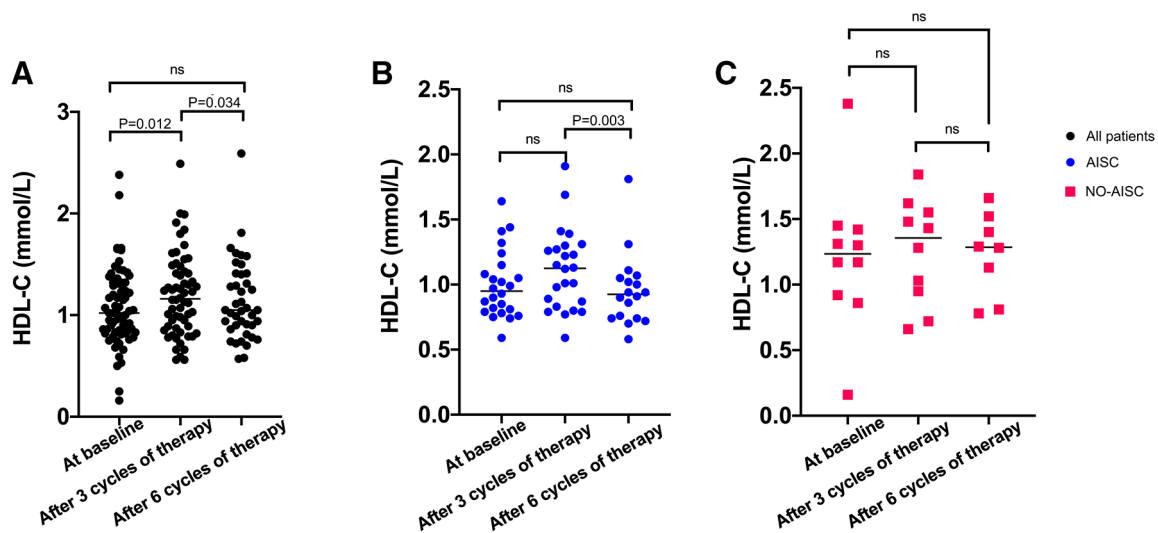 A
ns
P=0.034
P=0.012
HDL-C (mmol/L)
3
2
1
0
At baseline
After 3 cycles of therapy
After 6 cycles of therapy
B
ns
ns
P=0.003
HDL-C (mmol/L)
2.5
2.0
1.5
1.0
0.5
0.0
At baseline
After 3 cycles of therapy
After 6 cycles of therapy
C
ns
ns
ns
HDL-C (mmol/L)
2.5
2.0
1.5
1.0
0.5
0.0
At baseline
After 3 cycles of therapy
After 6 cycles of therapy
All patients
AISC
NO-AISC